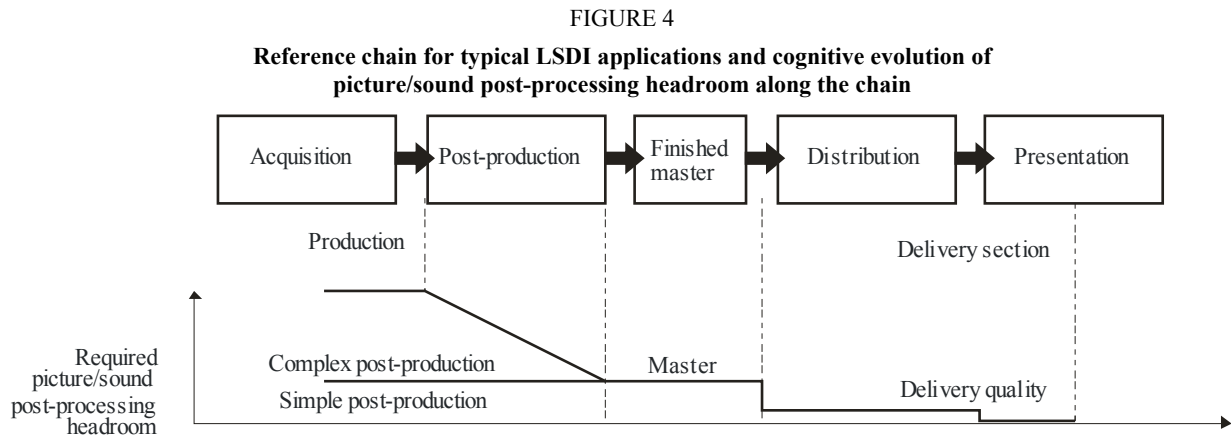 FIGURE 4
Reference chain for typical LSDI applications and cognitive evolution of
picture/sound post-processing headroom along the chain
Acquisition
Post-production
Finished
master
Distribution
Presentation
Production
Delivery section
Complex post-production
Master
Simple post-production
Delivery quality
Required
picture/sound
post-processing
headroom